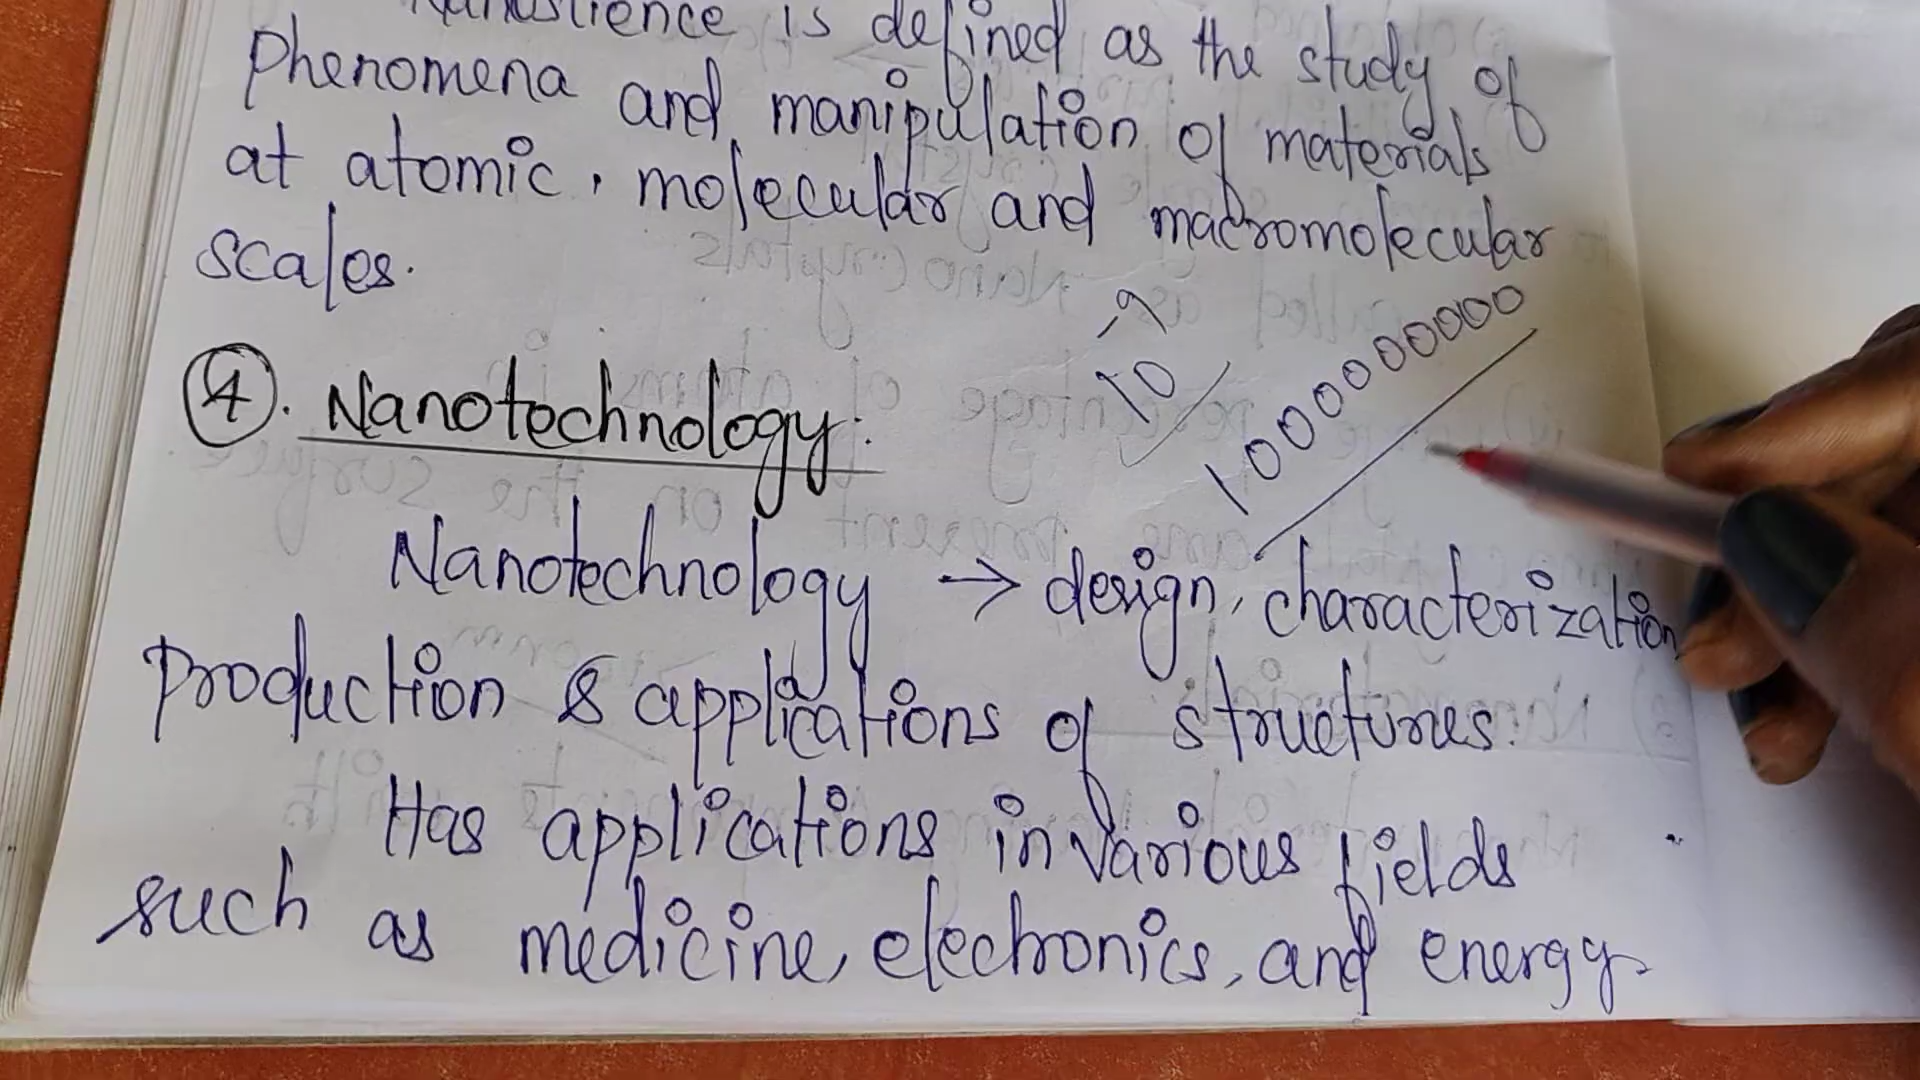 Nanoscience is defined as the study of
phenomena and manipulation of materials
at atomic, molecular and macromolecular
scales.
10⁻⁹
1000000000
④. Nanotechnology:
Nanotechnology → design, characterization
production & applications of structures.
Has applications in various fields
such as medicine, electronics, and energy.